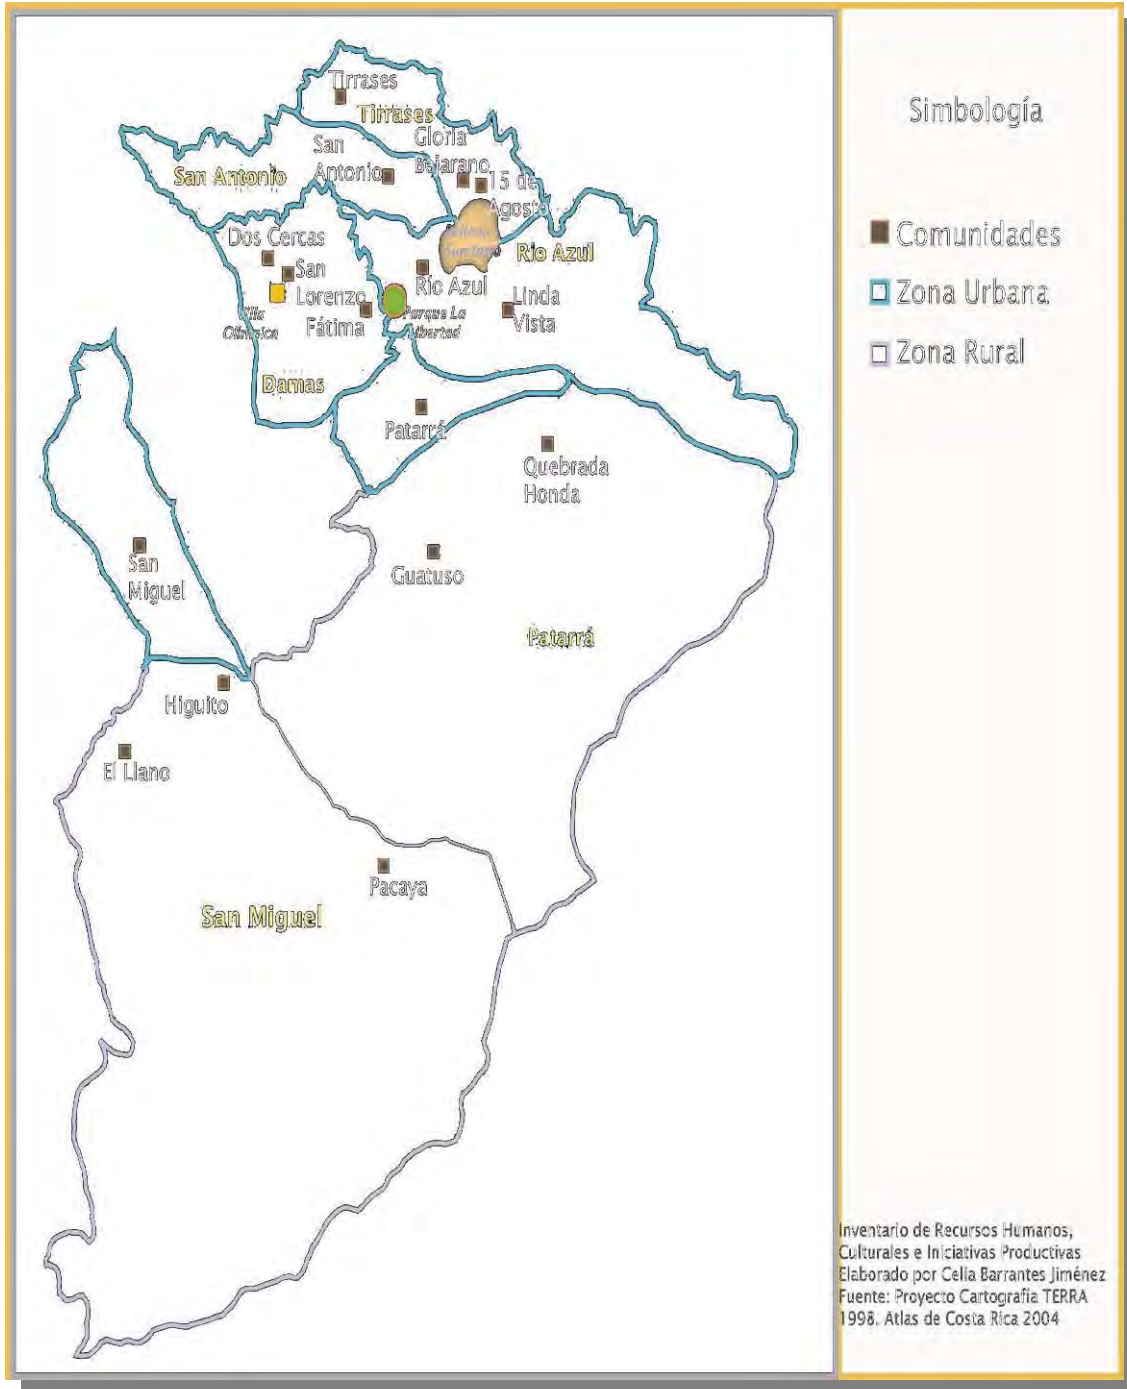 Tirrases
Tirrases
San
Antonio
San Antonio
Gloria
Bejarano
15 de
Agosto
Dos Cercas
San
Lorenzo
Fátima
Villa
Olímpica
Damas
Río Azul
Río Azul
Linda
Vista
Parque La
Libertad
Patarrá
Quebrada
Honda
Guatuso
Patarrá
San
Miguel
Higuito
El Llano
Pacaya
San Miguel
Simbología
Comunidades
Zona Urbana
Zona Rural
Inventario de Recursos Humanos,
Culturales e Iniciativas Productivas
Elaborado por Celia Barrantes Jiménez
Fuente: Proyecto Cartografía TERRA
1998. Atlas de Costa Rica 2004